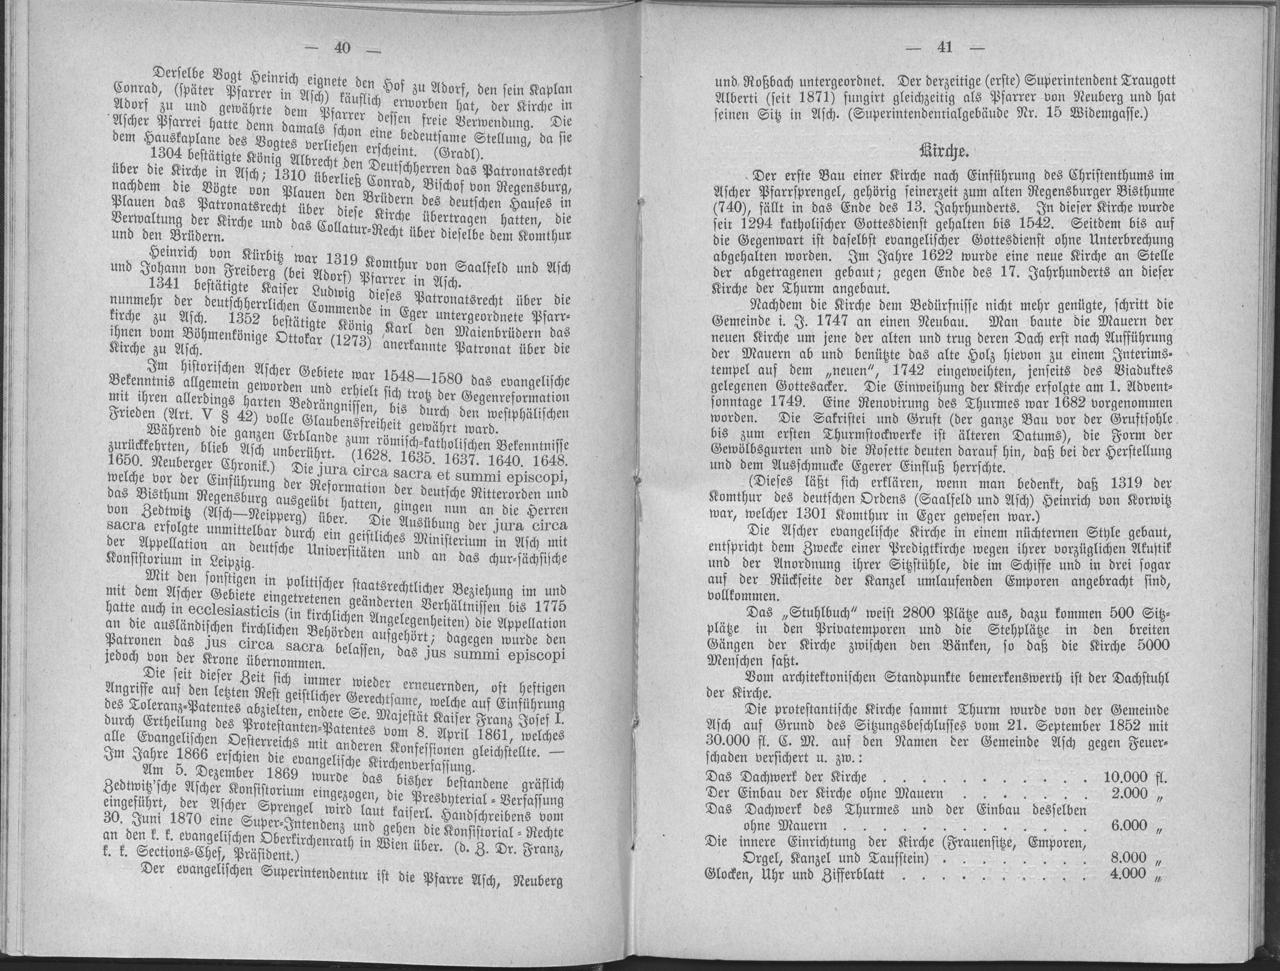 — 40 —
Derselbe Vogt Heinrich eignete den Hof zu Adorf, den sein Kaplan
Conrad, (später Pfarrer in Asch) käuflich erworben hat, der Kirche in
Adorf zu und gewährte dem Pfarrer dessen freie Verwendung. Die
Ascher Pfarrei hatte denn damals schon eine bedeutsame Stellung, da sie
dem Hauskaplane des Vogtes verliehen erscheint. (Gradl).
1304 bestätigte König Albrecht den Deutschherren das Patronatsrecht
über die Kirche in Asch; 1310 überließ Conrad, Bischof von Regensburg,
nachdem die Vögte von Plauen den Brüdern des deutschen Hauses in
Plauen das Patronatsrecht über diese Kirche übertragen hatten, die
Verwaltung der Kirche und das Collatur-Recht über dieselbe dem Komthur
und den Brüdern.
Heinrich von Kürbitz war 1319 Komthur von Saalfeld und Asch
und Johann von Freiberg (bei Adorf) Pfarrer in Asch.
1341 bestätigte Kaiser Ludwig dieses Patronatsrecht über die
nunmehr der deutschherrlichen Commende in Eger untergeordnete Pfarr-
kirche zu Asch. 1352 bestätigte König Karl den Maienbrüdern das
ihnen vom Böhmenkönige Ottokar (1273) anerkannte Patronat über die
Kirche zu Asch.
Im historischen Ascher Gebiete war 1548—1580 das evangelische
Bekenntnis allgemein geworden und erhielt sich trotz der Gegenreformation
mit ihren allerdings harten Bedrängnissen, bis durch den westphälischen
Frieden (Art. V § 42) volle Glaubensfreiheit gewährt ward.
Während die ganzen Erblande zum römisch-katholischen Bekenntnisse
zurückkehrten, blieb Asch unberührt. (1628. 1635. 1637. 1640. 1648.
1650. Neuberger Chronik.) Die jura circa sacra et summi episcopi,
welche vor der Einführung der Reformation der deutsche Ritterorden und
das Bisthum Regensburg ausgeübt hatten, gingen nun an die Herren
von Zedtwitz (Asch—Neipperg) über. Die Ausübung der jura circa
sacra erfolgte unmittelbar durch ein geistliches Ministerium in Asch mit
der Appellation an deutsche Universitäten und an das chur-sächsische
Konsistorium in Leipzig.
Mit den sonstigen in politischer staatsrechtlicher Beziehung im und
mit dem Ascher Gebiete eingetretenen geänderten Verhältnissen bis 1775
hatte auch in ecclesiasticis (in kirchlichen Angelegenheiten) die Appellation
an die ausländischen kirchlichen Behörden aufgehört; dagegen wurde den
Patronen das jus circa sacra belassen, das jus summi episcopi
jedoch von der Krone übernommen.
Die seit dieser Zeit sich immer wieder erneuernden, oft heftigen
Angriffe auf den letzten Rest geistlicher Gerechtsame, welche auf Einführung
des Toleranz-Patentes abzielten, endete Se. Majestät Kaiser Franz Josef I.
durch Ertheilung des Protestanten-Patentes vom 8. April 1861, welches
alle Evangelischen Oesterreichs mit anderen Konfessionen gleichstellte. —
Im Jahre 1866 erschien die evangelische Kirchenverfassung.
Am 5. Dezember 1869 wurde das bisher bestandene gräflich
Zedtwitz'sche Ascher Konsistorium eingezogen, die Presbyterial-Verfassung
eingeführt, der Ascher Sprengel wird laut kaiserl. Handschreibens vom
30. Juni 1870 eine Super-Intendenz und gehen die Konsistorial-Rechte
an den k. k. evangelischen Oberkirchenrath in Wien über. (d. Z. Dr. Franz,
k. k. Sections-Chef, Präsident.)
Der evangelischen Superintendentur ist die Pfarre Asch, Neuberg
— 41 —
und Roßbach untergeordnet. Der derzeitige (erste) Superintendent Traugott
Alberti (seit 1871) fungirt gleichzeitig als Pfarrer von Neuberg und hat
seinen Sitz in Asch. (Superintendentialgebäude Nr. 15 Widemgasse.)
Kirche.
Der erste Bau einer Kirche nach Einführung des Christenthums im
Ascher Pfarrsprengel, gehörig seinerzeit zum alten Regensburger Bisthume
(740), fällt in das Ende des 13. Jahrhunderts. In dieser Kirche wurde
seit 1294 katholischer Gottesdienst gehalten bis 1542. Seitdem bis auf
die Gegenwart ist daselbst evangelischer Gottesdienst ohne Unterbrechung
abgehalten worden. Im Jahre 1622 wurde eine neue Kirche an Stelle
der abgetragenen gebaut; gegen Ende des 17. Jahrhunderts an dieser
Kirche der Thurm angebaut.
Nachdem die Kirche dem Bedürfnisse nicht mehr genügte, schritt die
Gemeinde i. J. 1747 an einen Neubau. Man baute die Mauern der
neuen Kirche um jene der alten und trug deren Dach erst nach Aufführung
der Mauern ab und benützte das alte Holz hievon zu einem Interims-
tempel auf dem „neuen“, 1742 eingeweihten, jenseits des Viaduktes
gelegenen Gottesacker. Die Einweihung der Kirche erfolgte am 1. Advent-
sonntage 1749. Eine Renovirung des Thurmes war 1682 vorgenommen
worden. Die Sakristei und Gruft (der ganze Bau vor der Gruftsohle
bis zum ersten Thurmstockwerke ist älteren Datums), die Form der
Gewölbsgurten und die Rosette deuten darauf hin, daß bei der Herstellung
und dem Ausschmucke Egerer Einfluß herrschte.
(Dieses läßt sich erklären, wenn man bedenkt, daß 1319 der
Komthur des deutschen Ordens (Saalfeld und Asch) Heinrich von Korwitz
war, welcher 1301 Komthur in Eger gewesen war.)
Die Ascher evangelische Kirche in einem nüchternen Style gebaut,
entspricht dem Zwecke einer Predigtkirche wegen ihrer vorzüglichen Akustik
und der Anordnung ihrer Sitzstühle, die im Schiffe und in drei sogar
auf der Rückseite der Kanzel umlaufenden Emporen angebracht sind,
vollkommen.
Das „Stuhlbuch“ weist 2800 Plätze aus, dazu kommen 500 Sitz-
plätze in den Privatemporen und die Stehplätze in den breiten
Gängen der Kirche zwischen den Bänken, so daß die Kirche 5000
Menschen faßt.
Vom architektonischen Standpunkte bemerkenswerth ist der Dachstuhl
der Kirche.
Die protestantische Kirche sammt Thurm wurde von der Gemeinde
Asch auf Grund des Sitzungsbeschlusses vom 21. September 1852 mit
30.000 fl. C. M. auf den Namen der Gemeinde Asch gegen Feuer-
schaden versichert u. zw.:
Das Dachwerk der Kirche . . . . . . . . . . . 10.000 fl.
Der Einbau der Kirche ohne Mauern . . . . . . . 2.000 „
Das Dachwerk des Thurmes und der Einbau desselben
ohne Mauern . . . . . . . . . . . . . 6.000 „
Die innere Einrichtung der Kirche (Frauensitze, Emporen,
Orgel, Kanzel und Taufstein) . . . . . . . . 8.000 „
Glocken, Uhr und Zifferblatt . . . . . . . . . . 4.000 „